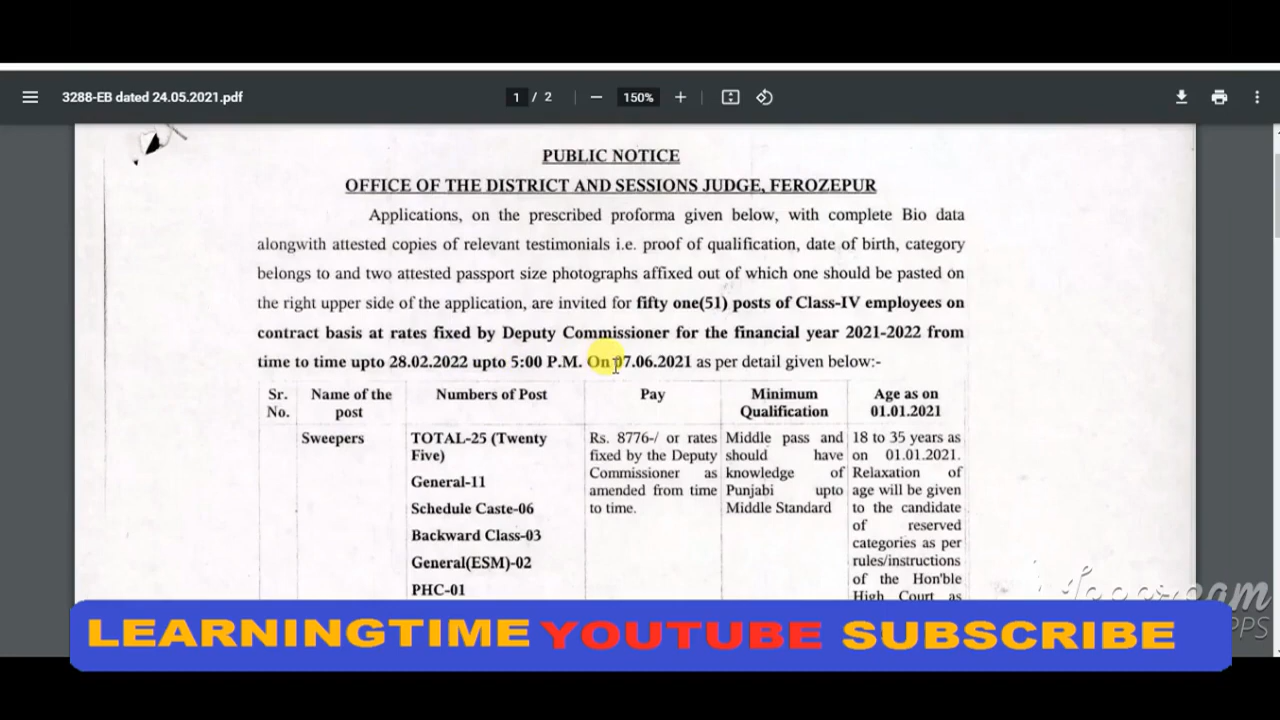 3288-EB dated 24.05.2021.pdf
1 / 2
150%
PUBLIC NOTICE
OFFICE OF THE DISTRICT AND SESSIONS JUDGE, FEROZEPUR
Applications, on the prescribed proforma given below, with complete Bio data
alongwith attested copies of relevant testimonials i.e. proof of qualification, date of birth, category
belongs to and two attested passport size photographs affixed out of which one should be pasted on
the right upper side of the application, are invited for fifty one(51) posts of Class-IV employees on
contract basis at rates fixed by Deputy Commissioner for the financial year 2021-2022 from
time to time upto 28.02.2022 upto 5:00 P.M. On 07.06.2021 as per detail given below:-
Sr. No.
Name of the post
Numbers of Post
Pay
Minimum Qualification
Age as on 01.01.2021
Sweepers
TOTAL-25 (Twenty
Five)
General-11
Schedule Caste-06
Backward Class-03
General(ESM)-02
PHC-01
Rs. 8776-/ or rates
fixed by the Deputy
Commissioner as
amended from time
to time.
Middle pass and
should have
knowledge of
Punjabi upto
Middle Standard
18 to 35 years as
on 01.01.2021.
Relaxation of
age will be given
to the candidate
of reserved
categories as per
rules/instructions
of the Hon'ble
High Court as
LEARNINGTIME YOUTUBE SUBSCRIBE